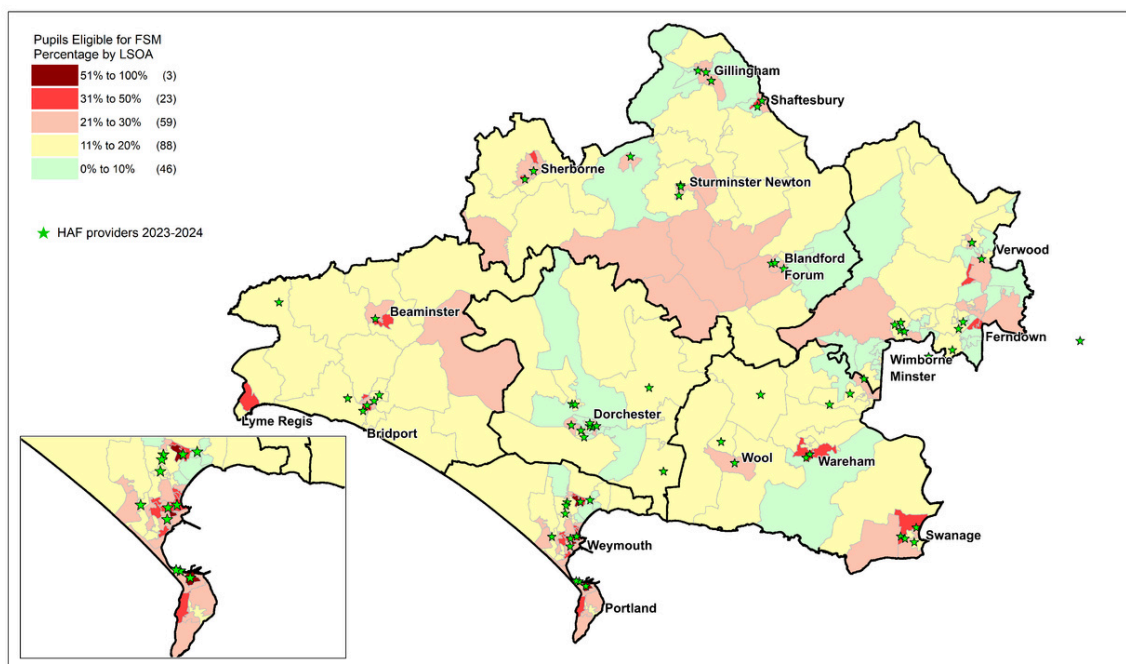 Pupils Eligible for FSM
Percentage by LSOA
51% to 100% (3)
31% to 50% (23)
21% to 30% (59)
11% to 20% (88)
0% to 10% (46)
HAF providers 2023-2024
Gillingham
Shaftesbury
Sherborne
Sturminster Newton
Blandford
Forum
Verwood
Beaminster
Ferndown
Wimborne
Minster
Lyme Regis
Bridport
Dorchester
Wool
Wareham
Swanage
Weymouth
Portland